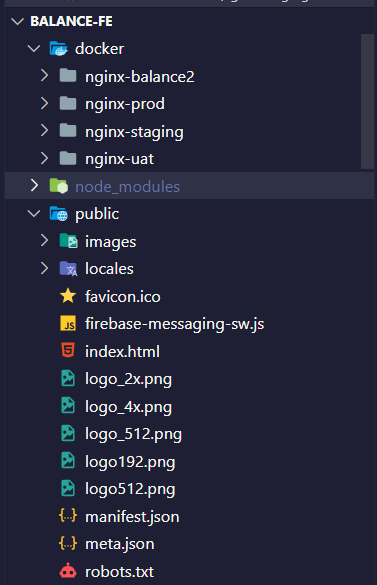 BALANCE-FE
docker
nginx-balance2
nginx-prod
nginx-staging
nginx-uat
node_modules
public
images
locales
favicon.ico
JS firebase-messaging-sw.js
index.html
logo_2x.png
logo_4x.png
logo_512.png
logo192.png
logo512.png
manifest.json
meta.json
robots.txt